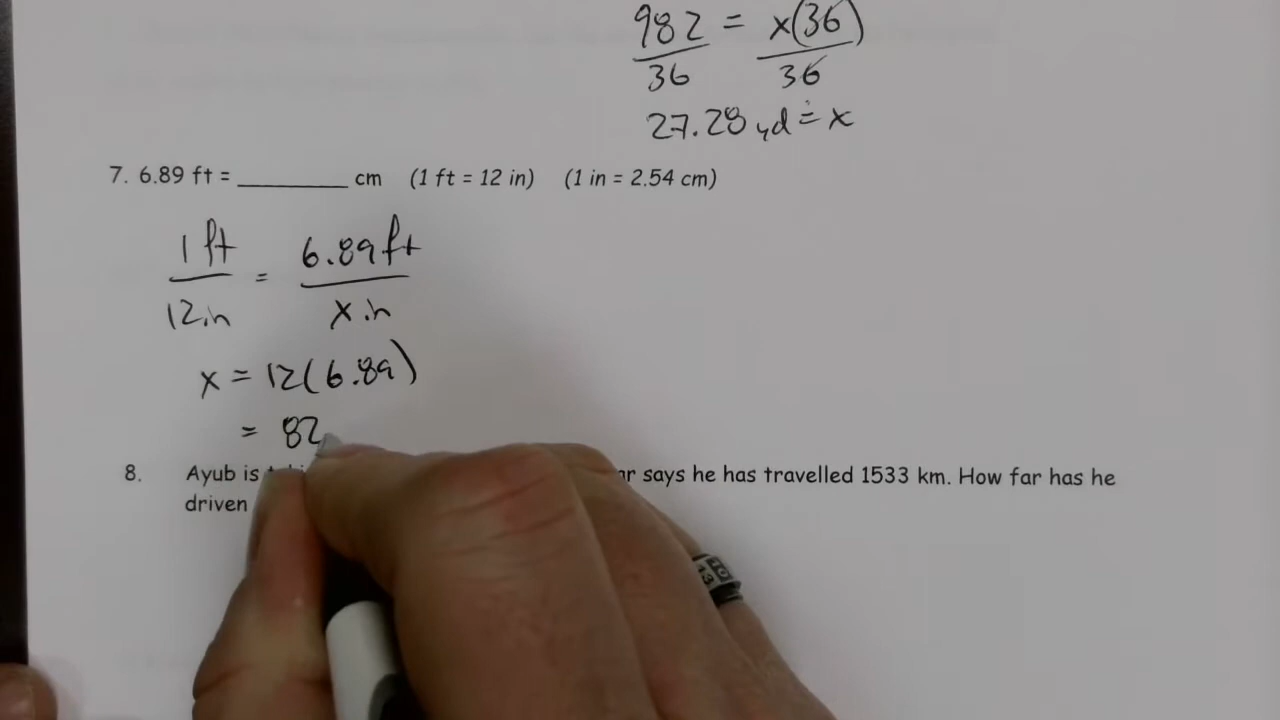 982 = x(36)
36 36
27.28 yd = x
7. 6.89 ft = __________ cm (1 ft = 12 in) (1 in = 2.54 cm)
1 ft = 6.89 ft
12 in x in
x = 12(6.89)
= 82
8. Ayub is says he has travelled 1533 km. How far has he
driven